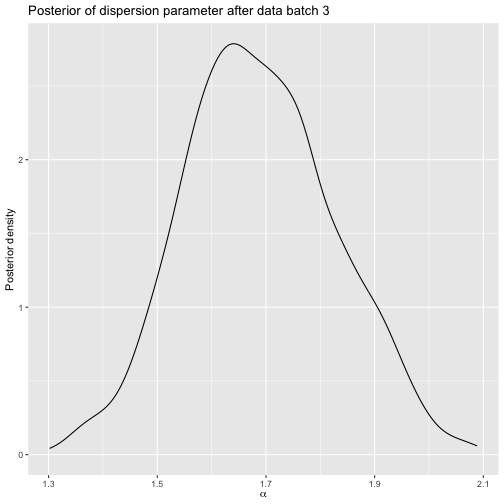 Posterior of dispersion parameter after data batch 3
Posterior density
2
1
0
1.3 1.5 1.7 1.9 2.1
α